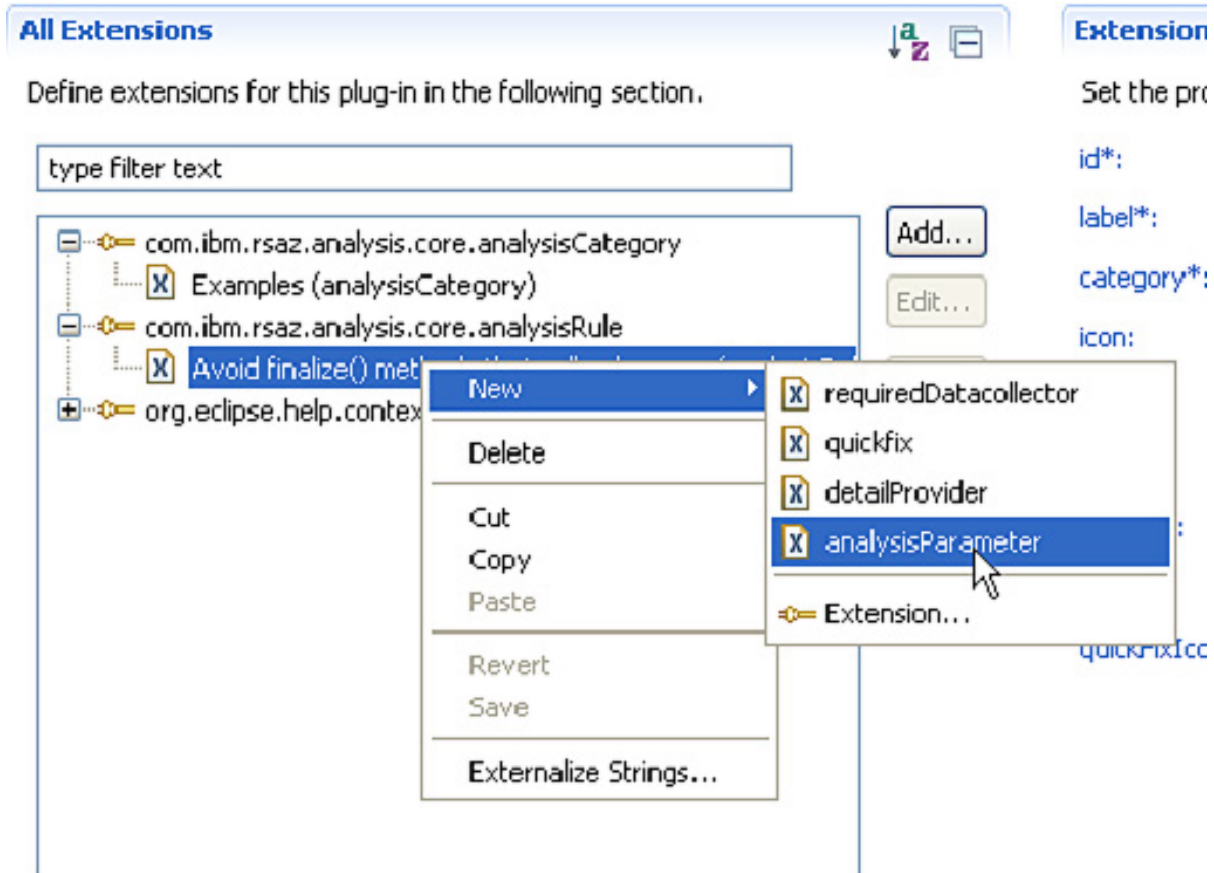 All Extensions
Define extensions for this plug-in in the following section.
type filter text
com.ibm.rsaz.analysis.core.analysisCategory
Examples (analysisCategory)
com.ibm.rsaz.analysis.core.analysisRule
Avoid finalize() met
org.eclipse.help.contex
Add...
Edit...
New
Delete
Cut
Copy
Paste
Revert
Save
Externalize Strings...
requiredDatacollector
quickfix
detailProvider
analysisParameter
Extension...
Extension
Set the pro
id*:
label*:
category*:
icon:
:
quickFixIco